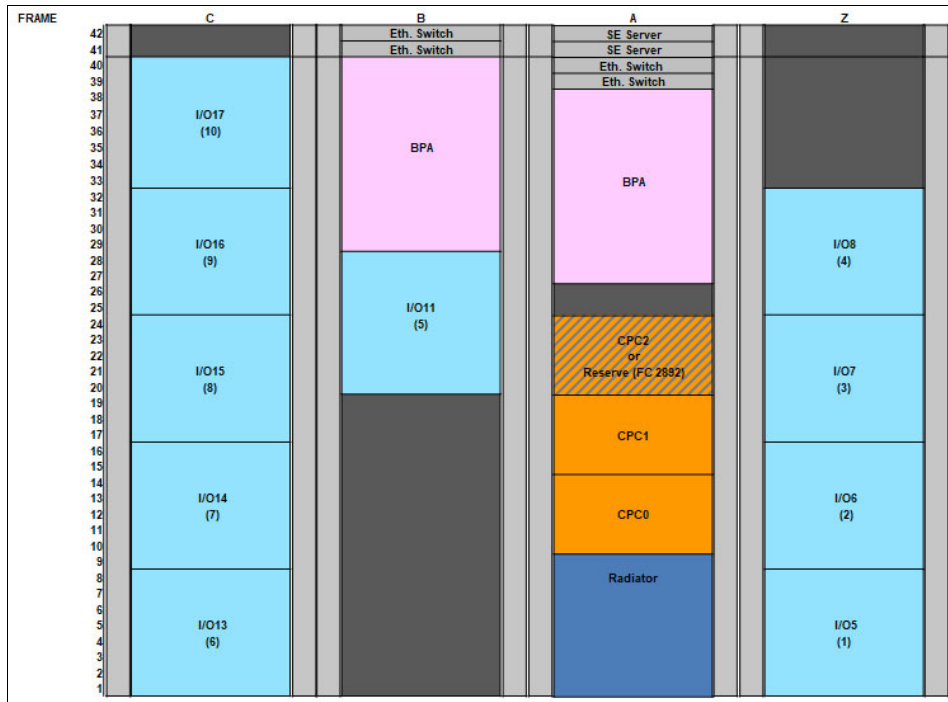 FRAME C B A Z
42 Eth. Switch SE Server
41 Eth. Switch SE Server
40 Eth. Switch
39 Eth. Switch
38
37 I/O17
36 (10)
35 BPA
34
33 BPA
32
31
30
29 I/O16 I/O8
28 (9) (4)
27
26
25 I/O11
24 (5)
23 CPC2
22 or
21 I/O15 Reserve (FC 2892) I/O7
20 (8) (3)
19
18
17 CPC1
16
15
14
13 I/O14 I/O6
12 (7) CPC0 (2)
11
10
9
8 Radiator
7
6
5 I/O13 I/O5
4 (6) (1)
3
2
1